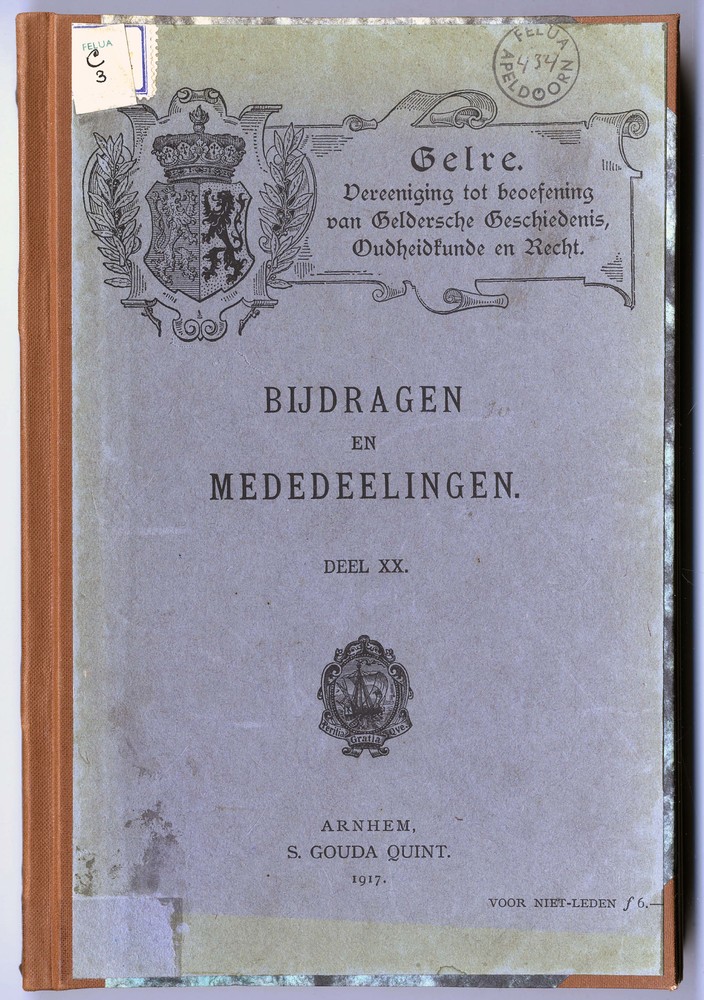 FELUA
C
3
FELUA
434
APELDOORN
Gelre.
Vereeniging tot beoefening
van Geldersche Geschiedenis,
Oudheidkunde en Recht.
BIJDRAGEN
EN
MEDEDEELINGEN.
DEEL XX.
Gratia
ARNHEM,
S. GOUDA QUINT.
1917.
VOOR NIET-LEDEN ƒ 6.—